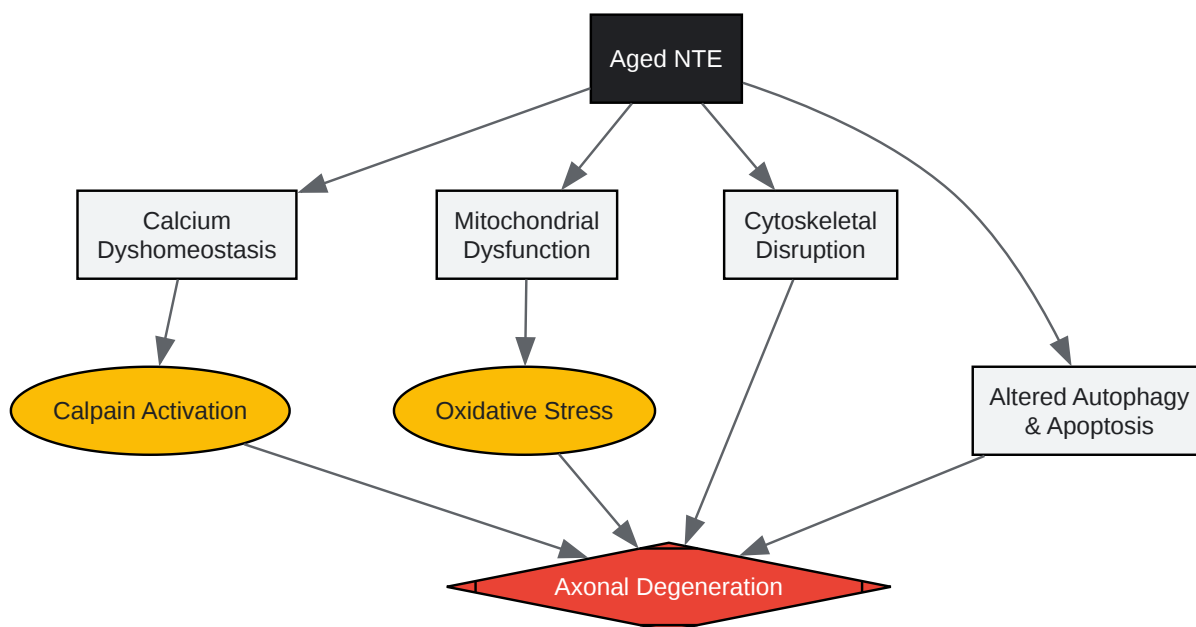 Aged NTE
Calcium
Dyshomeostasis
Mitochondrial
Dysfunction
Cytoskeletal
Disruption
Calpain Activation
Oxidative Stress
Altered Autophagy
& Apoptosis
Axonal Degeneration